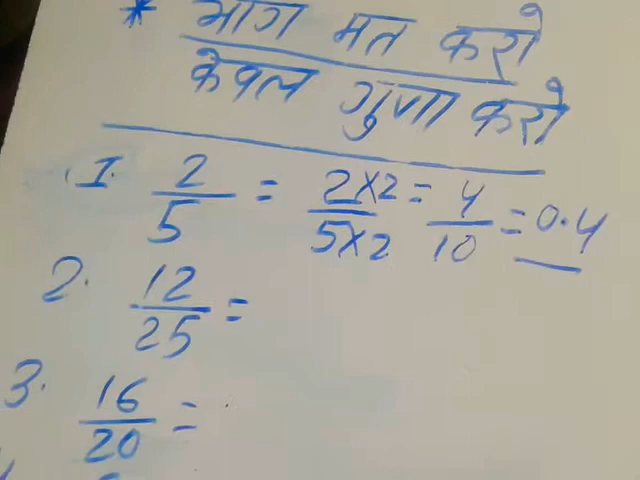 * भाग मत करो
केवल गुणा करो
1. 2/5 = 2×2/5×2 = 4/10 = 0.4
2. 12/25 =
3. 16/20 =